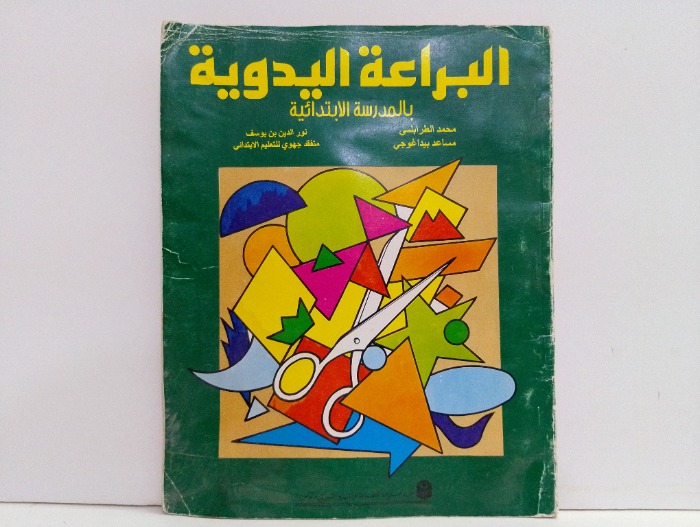 البراعة اليدوية
بالمدرسة الابتدائية
محمد الطرابلسي
مساعد بيداغوجي
نور الدين بن يوسف
متفقد جهوي للتعليم الابتدائي